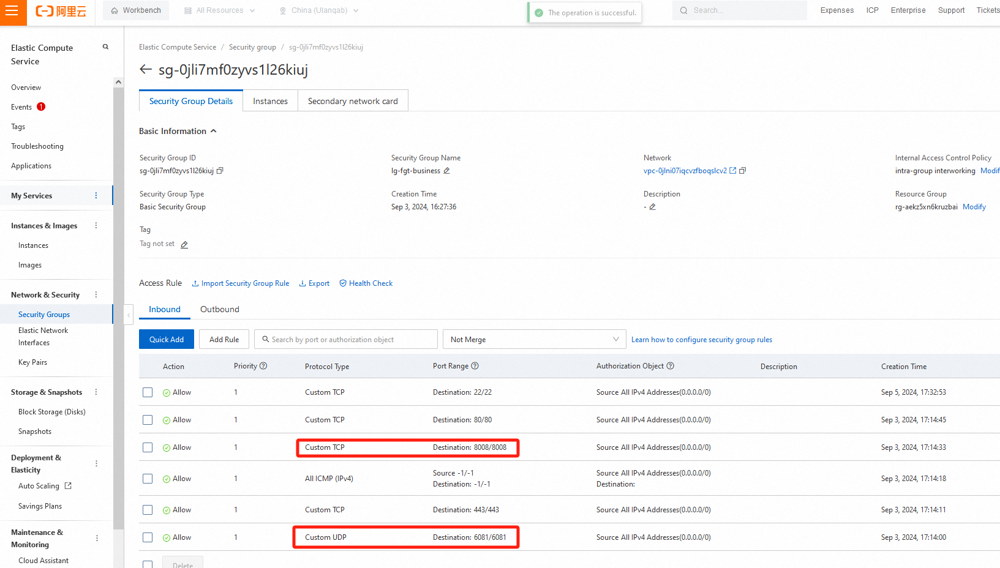 阿里云
Workbench
All Resources
China (Ulanqab)
The operation is successful.
Search...
Expenses
ICP
Enterprise
Support
Tickets
Elastic Compute
Service
Overview
Events 1
Tags
Troubleshooting
Applications
My Services
Instances & Images
Instances
Images
Network & Security
Security Groups
Elastic Network
Interfaces
Key Pairs
Storage & Snapshots
Block Storage (Disks)
Snapshots
Deployment &
Elasticity
Auto Scaling
Savings Plans
Maintenance &
Monitoring
Cloud Assistant
Elastic Compute Service / Security group / sg-0jli7mf0zyvs1l26kiuj
sg-0jli7mf0zyvs1l26kiuj
Security Group Details
Instances
Secondary network card
Basic Information
Security Group ID
sg-0jli7mf0zyvs1l26kiuj
Security Group Name
lg-fgt-business
Network
vpc-0jlni07iqcvzfboqslcv2
Internal Access Control Policy
intra-group interworking Modif
Security Group Type
Basic Security Group
Creation Time
Sep 3, 2024, 16:27:36
Description
-
Resource Group
rg-aekz5xn6kruzbai Modify
Tag
Tag not set
Access Rule Import Security Group Rule Export Health Check
Inbound Outbound
Quick Add Add Rule Search by port or authorization object Not Merge Learn how to configure security group rules
Action Priority Protocol Type Port Range Authorization Object Description Creation Time
Allow 1 Custom TCP Destination: 22/22 Source All IPv4 Addresses(0.0.0.0/0) Sep 5, 2024, 17:32:53
Allow 1 Custom TCP Destination: 80/80 Source All IPv4 Addresses(0.0.0.0/0) Sep 3, 2024, 17:14:45
Allow 1 Custom TCP Destination: 8008/8008 Source All IPv4 Addresses(0.0.0.0/0) Sep 3, 2024, 17:14:33
Source -1/-1 Source All IPv4 Addresses(0.0.0.0/0)
Allow 1 All ICMP (IPv4) Sep 3, 2024, 17:14:18
Destination: -1/-1 Destination:
Allow 1 Custom TCP Destination: 443/443 Source All IPv4 Addresses(0.0.0.0/0) Sep 3, 2024, 17:14:11
Allow 1 Custom UDP Destination: 6081/6081 Source All IPv4 Addresses(0.0.0.0/0) Sep 3, 2024, 17:14:00
Delete